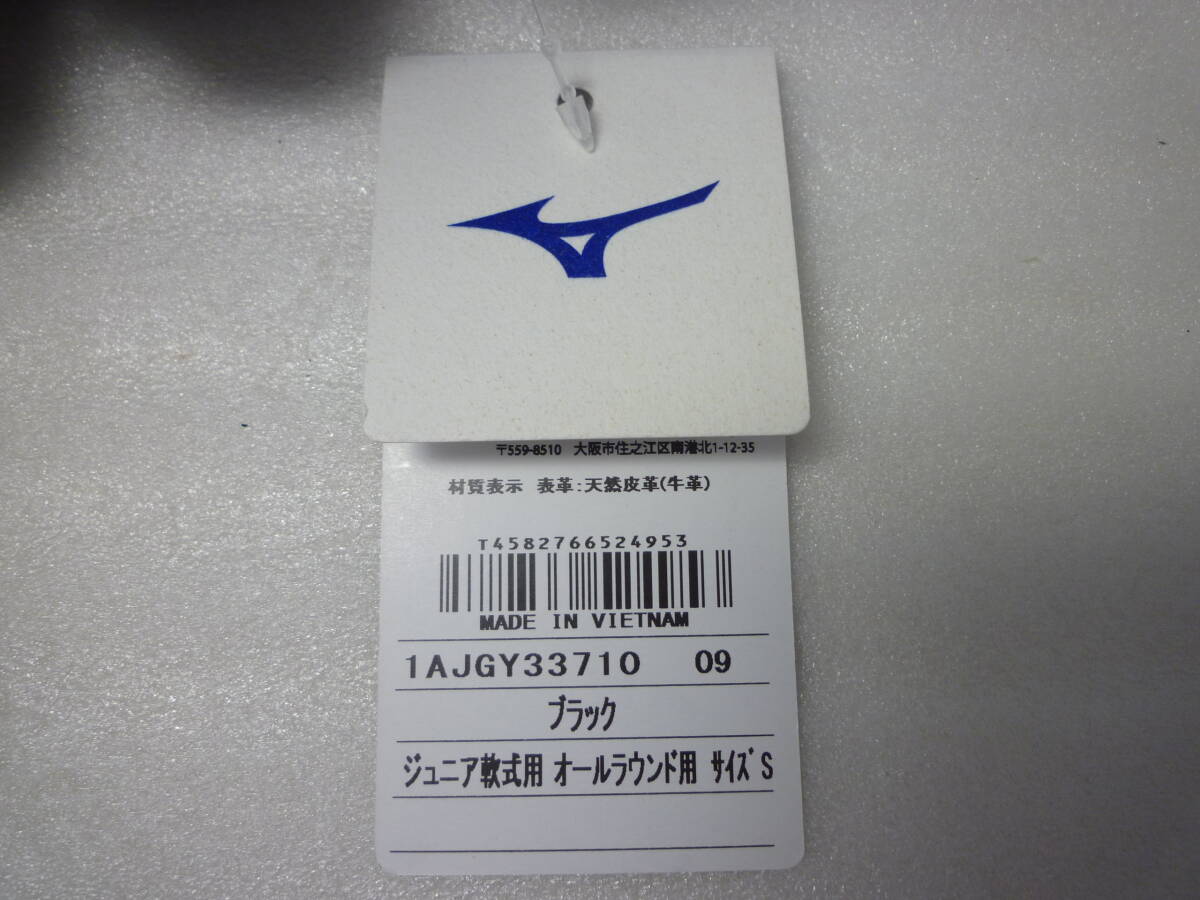 〒559-8510 大阪市住之江区南港北1-12-35
材質表示 表革:天然皮革(牛革)
T4582766524953
MADE IN VIETNAM
1AJGY33710 09
ブラック
ジュニア軟式用 オールラウンド用 サイズS